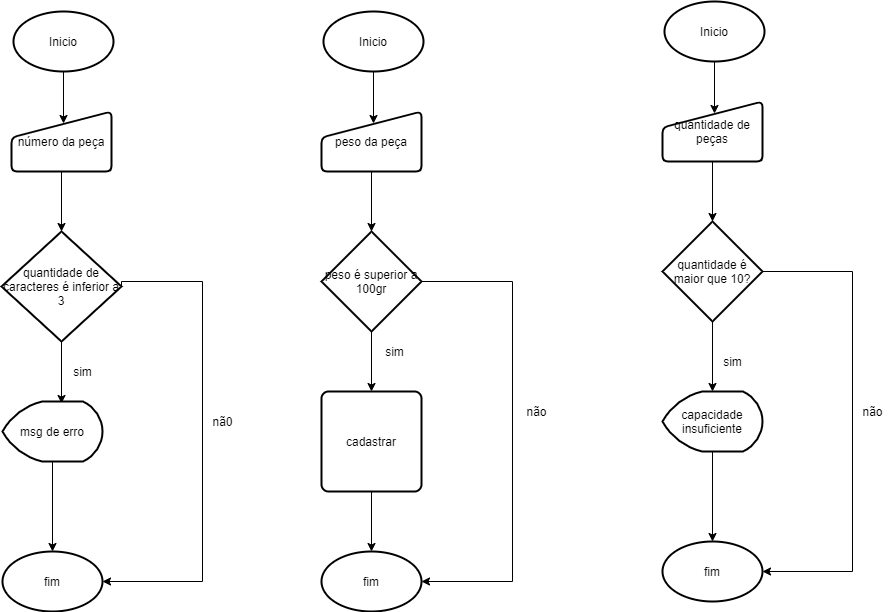 Inicio
número da peça
quantidade de
caracteres é inferior a
3
sim
msg de erro
nã0
fim
Inicio
peso da peça
peso é superior a
100gr
sim
cadastrar
não
fim
Inicio
quantidade de
peças
quantidade é
maior que 10?
sim
capacidade
insuficiente
não
fim